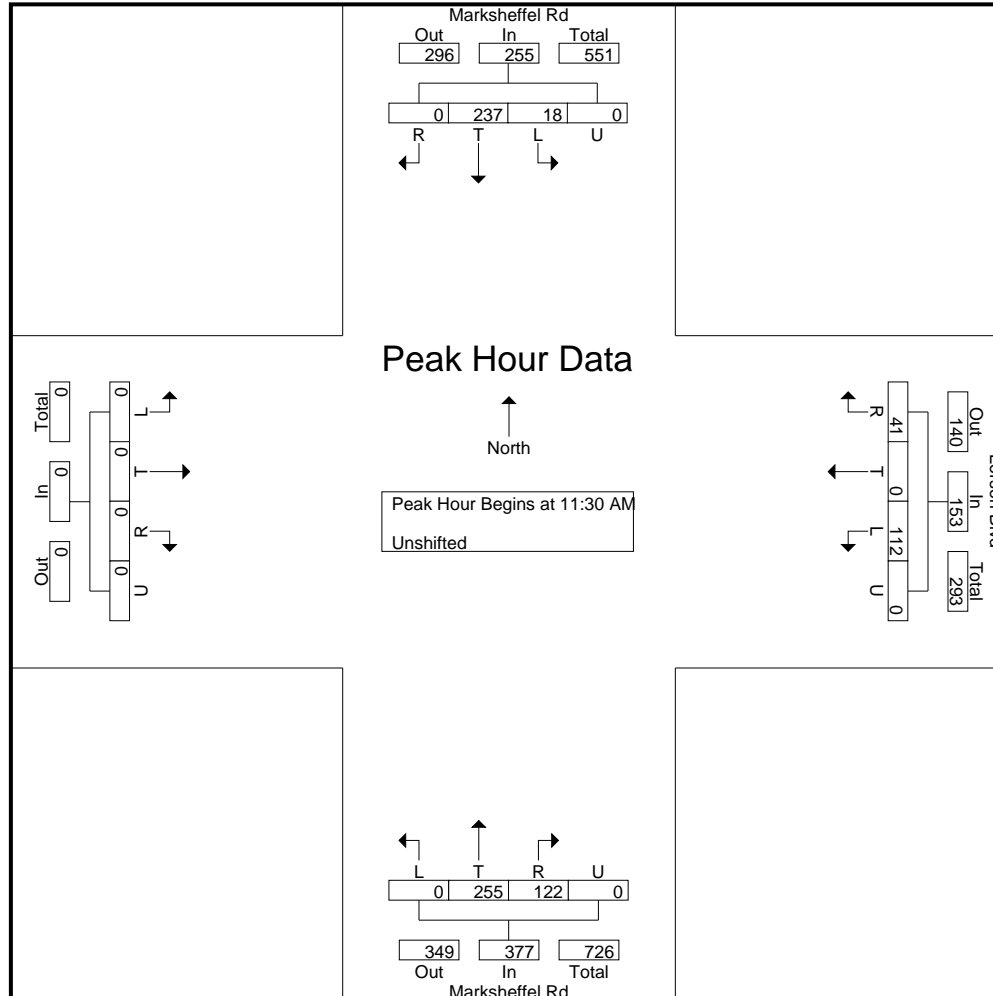 Marksheffel Rd
Out In Total
296 255 551
0 237 18 0
R T L U
Peak Hour Data
North
Peak Hour Begins at 11:30 AM
Unshifted
Total In Out
0 0 0
0 0 0 0
L T R U
Out In Total
140 153 293
41 0 112 0
R T L U
L T R U
0 255 122 0
349 377 726
Out In Total
Marksheffel Rd